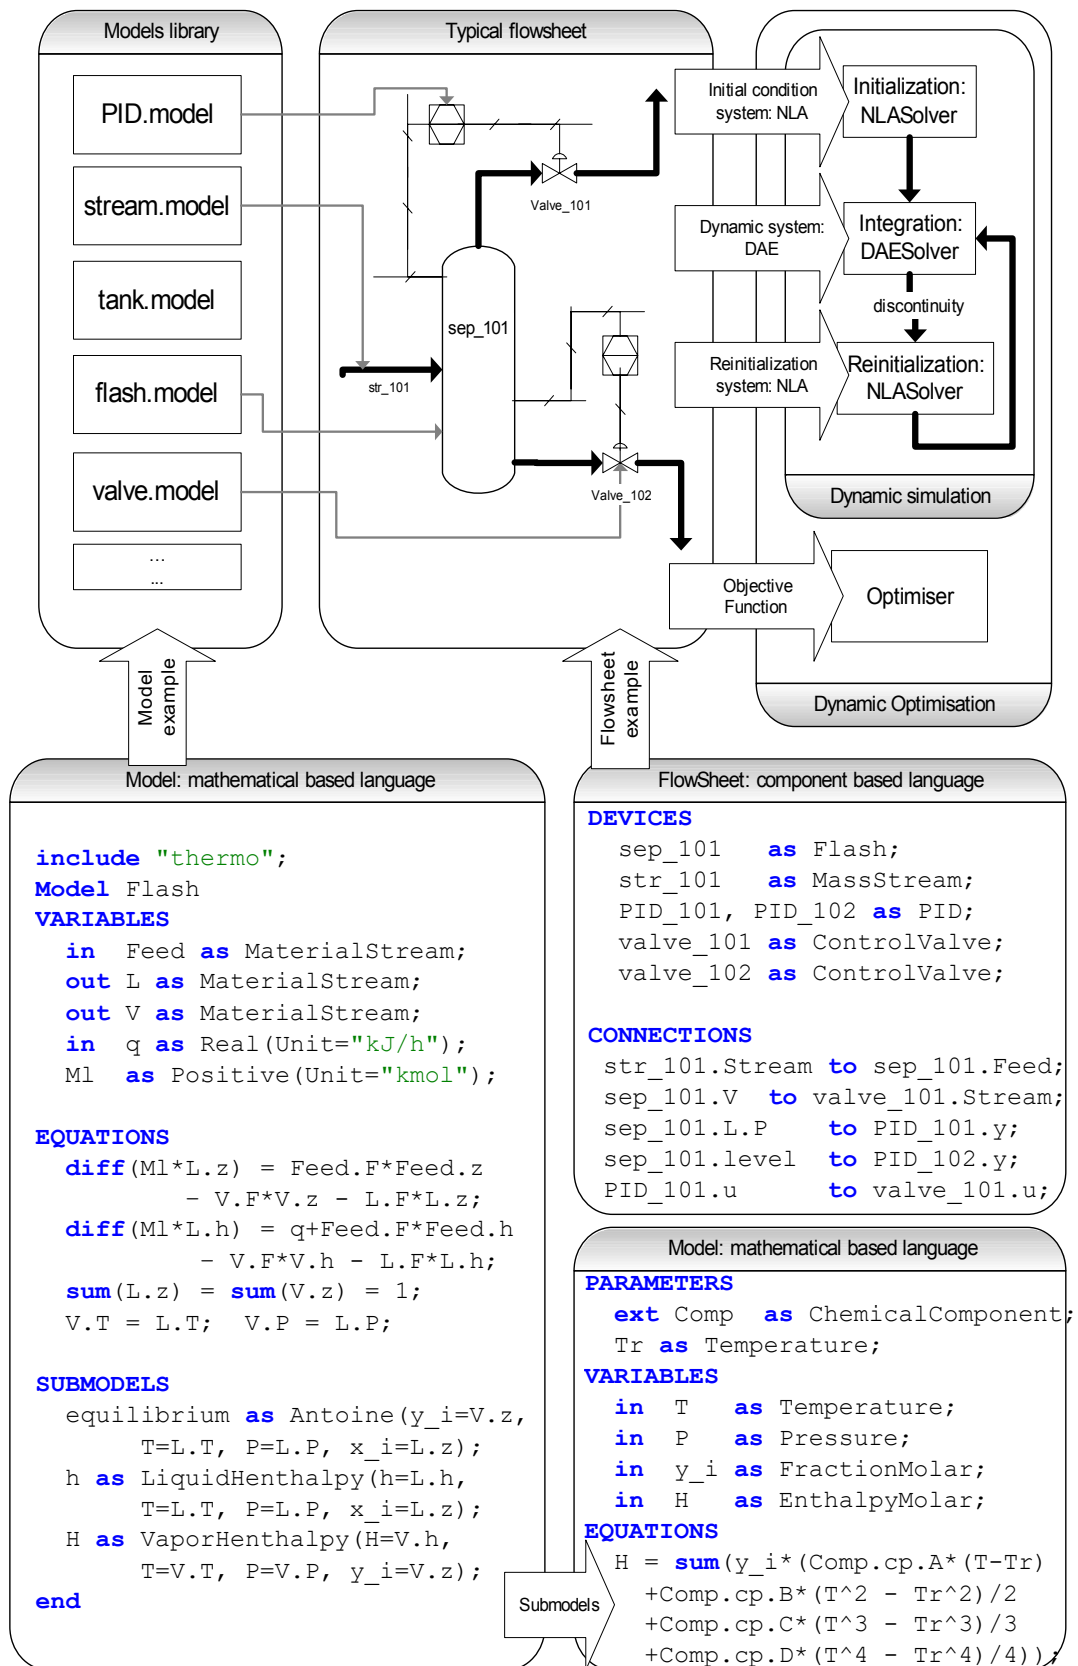 Models library
PID.model
stream.model
tank.model
flash.model
valve.model
...
...
Typical flowsheet
Valve_101
sep_101
str_101
Valve_102
Initial condition
system: NLA
Dynamic system:
DAE
Reinitialization
system: NLA
Objective
Function
Initialization:
NLASolver
Integration:
DAESolver
discontinuity
Reinitialization:
NLASolver
Dynamic simulation
Optimiser
Dynamic Optimisation
Model
example
Flowsheet
example
Model: mathematical based language
include "thermo";
Model Flash
VARIABLES
in Feed as MaterialStream;
out L as MaterialStream;
out V as MaterialStream;
in q as Real(Unit="kJ/h");
Ml as Positive(Unit="kmol");
EQUATIONS
diff(Ml*L.z) = Feed.F*Feed.z
- V.F*V.z - L.F*L.z;
diff(Ml*L.h) = q+Feed.F*Feed.h
- V.F*V.h - L.F*L.h;
sum(L.z) = sum(V.z) = 1;
V.T = L.T; V.P = L.P;
SUBMODELS
equilibrium as Antoine(y_i=V.z,
T=L.T, P=L.P, x_i=L.z);
h as LiquidHenthalpy(h=L.h,
T=L.T, P=L.P, x_i=L.z);
H as VaporHenthalpy(H=V.h,
T=V.T, P=V.P, y_i=V.z);
end
Submodels
FlowSheet: component based language
DEVICES
sep_101 as Flash;
str_101 as MassStream;
PID_101, PID_102 as PID;
valve_101 as ControlValve;
valve_102 as ControlValve;
CONNECTIONS
str_101.Stream to sep_101.Feed;
sep_101.V to valve_101.Stream;
sep_101.L.P to PID_101.y;
sep_101.level to PID_102.y;
PID_101.u to valve_101.u;
Model: mathematical based language
PARAMETERS
ext Comp as ChemicalComponent;
Tr as Temperature;
VARIABLES
in T as Temperature;
in P as Pressure;
in y_i as FractionMolar;
in H as EnthalpyMolar;
EQUATIONS
H = sum(y_i*(Comp.cp.A*(T-Tr)
+Comp.cp.B*(T^2 - Tr^2)/2
+Comp.cp.C*(T^3 - Tr^3)/3
+Comp.cp.D*(T^4 - Tr^4)/4));